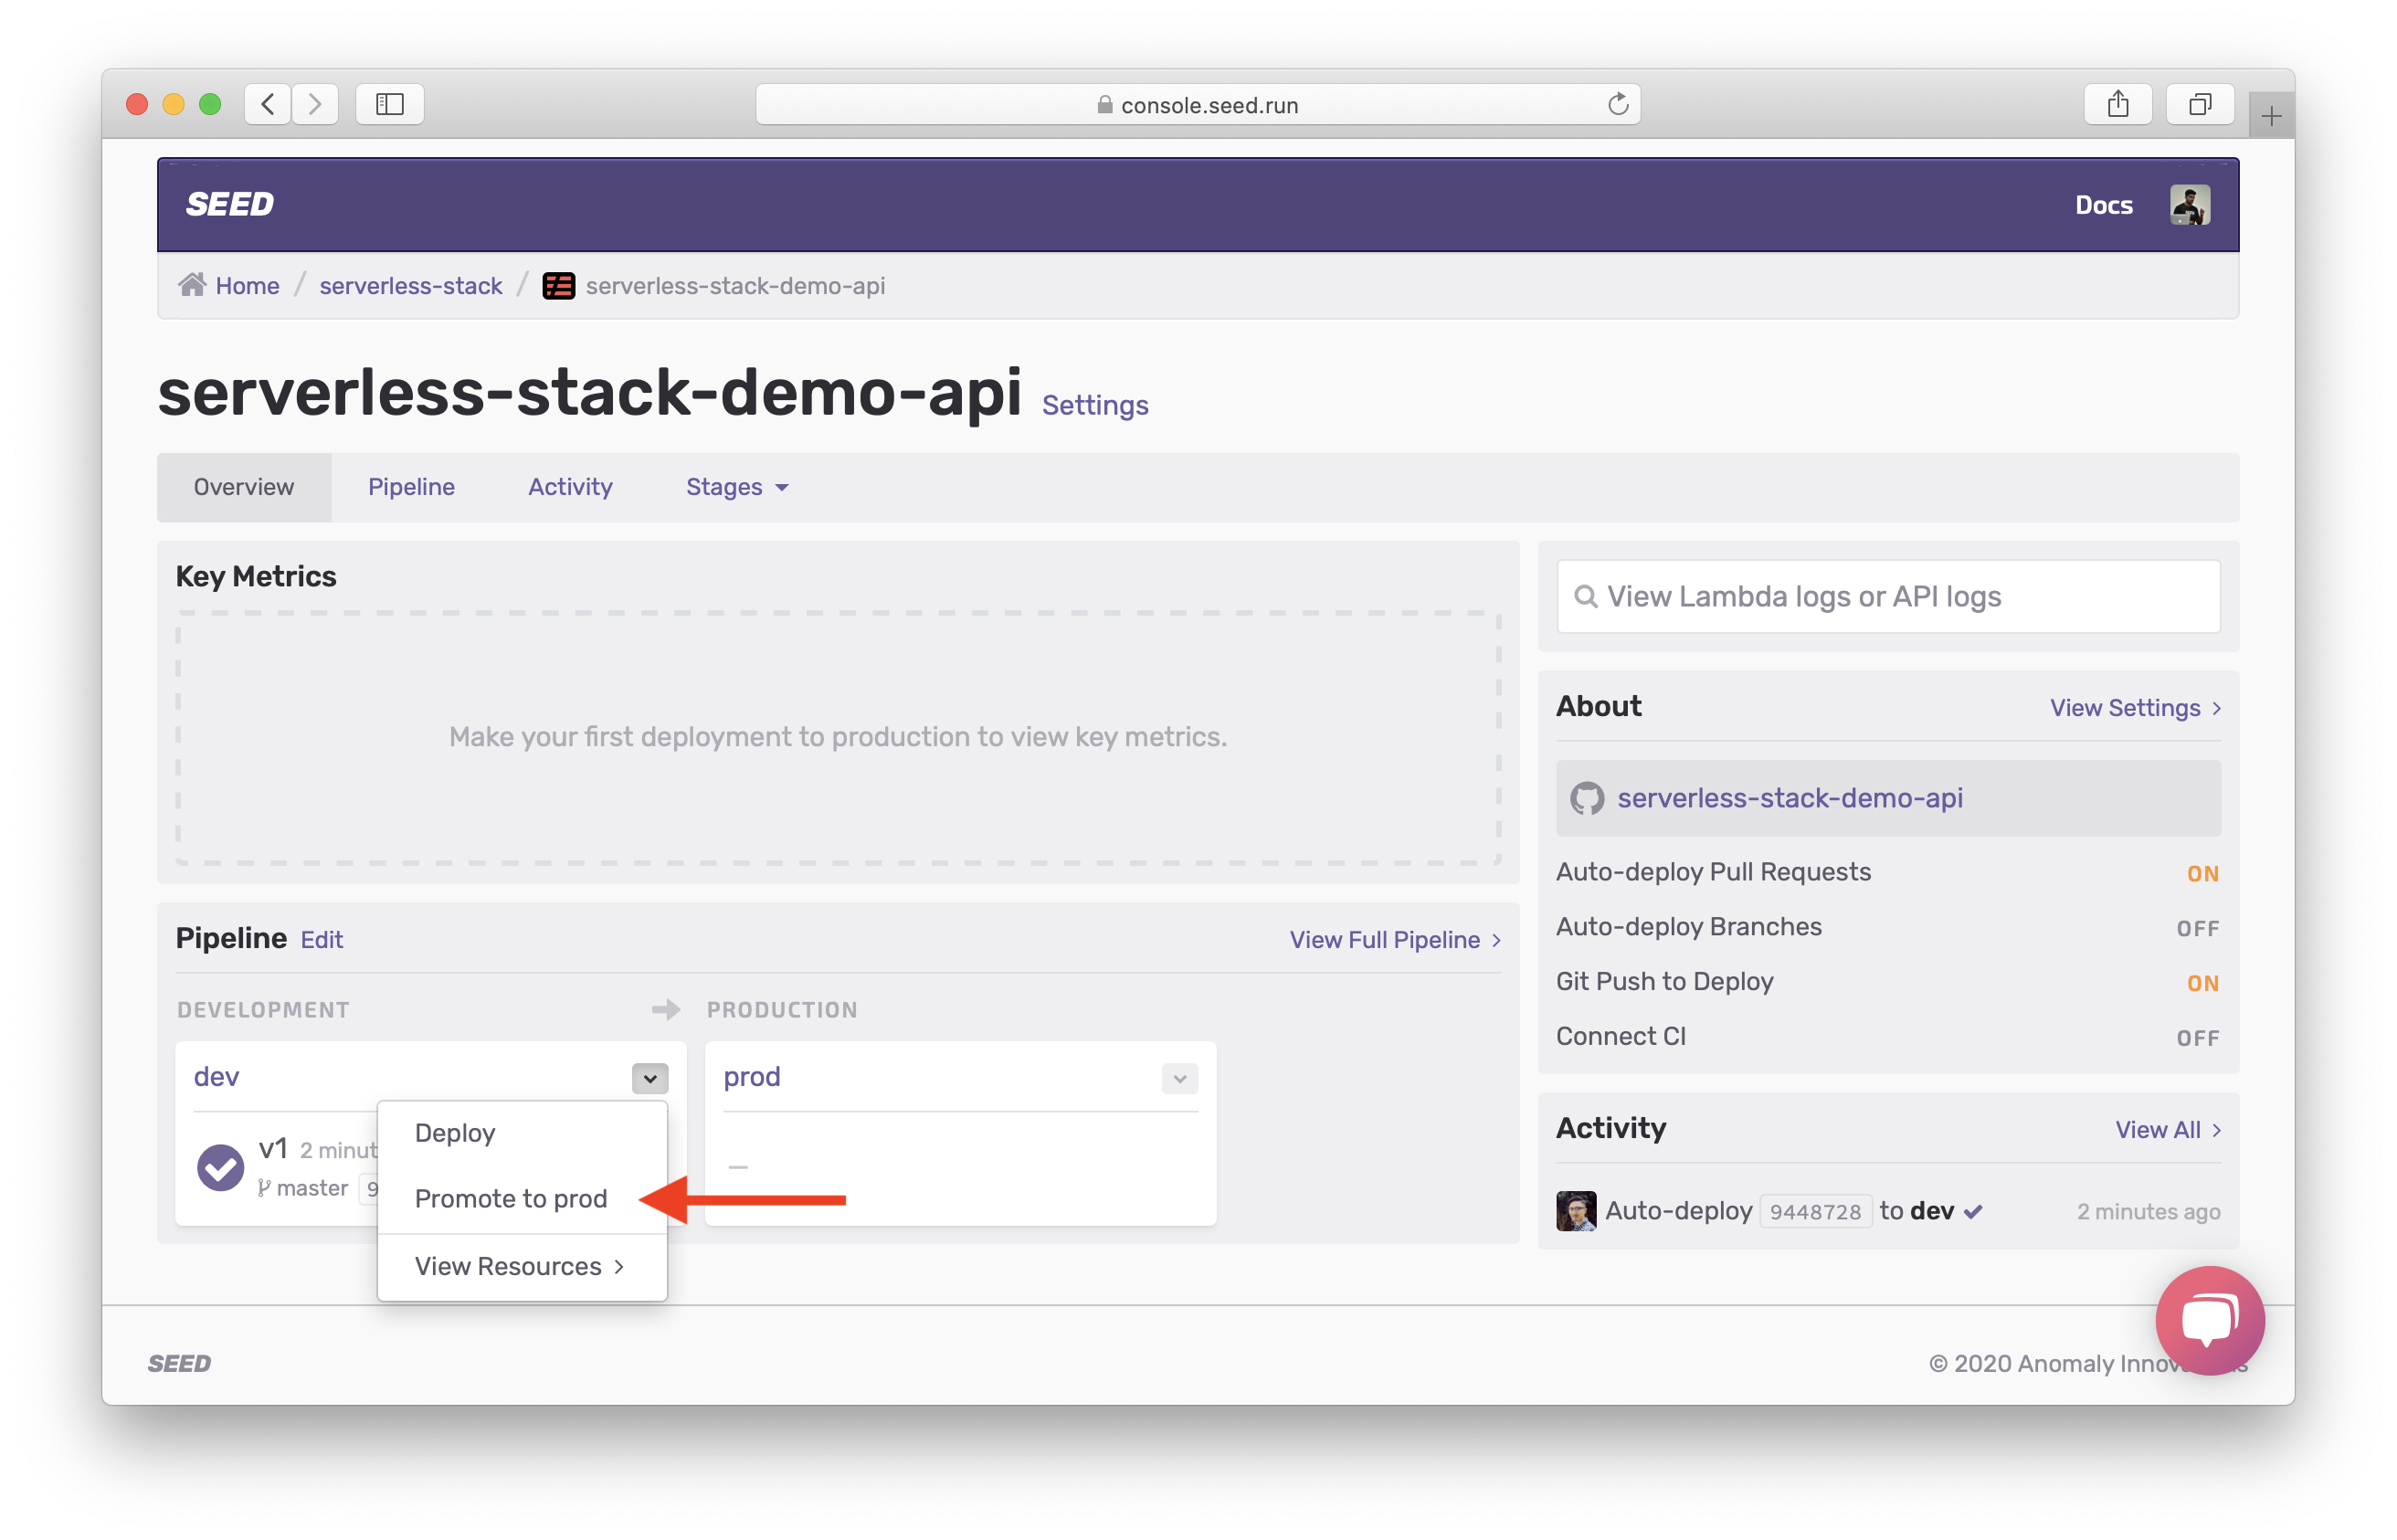 console.seed.run
SEED
Docs
Home / serverless-stack / serverless-stack-demo-api
serverless-stack-demo-api Settings
Overview Pipeline Activity Stages
Key Metrics
Make your first deployment to production to view key metrics.
Pipeline Edit
View Full Pipeline
DEVELOPMENT
PRODUCTION
dev
v1 2
master 9
Deploy
Promote to prod
View Resources
prod
–
View Lambda logs or API logs
About
View Settings
serverless-stack-demo-api
Auto-deploy Pull Requests ON
Auto-deploy Branches OFF
Git Push to Deploy ON
Connect CI OFF
Activity
View All
Auto-deploy 9448728 to dev
2 minutes ago
SEED
© 2020 Anomaly